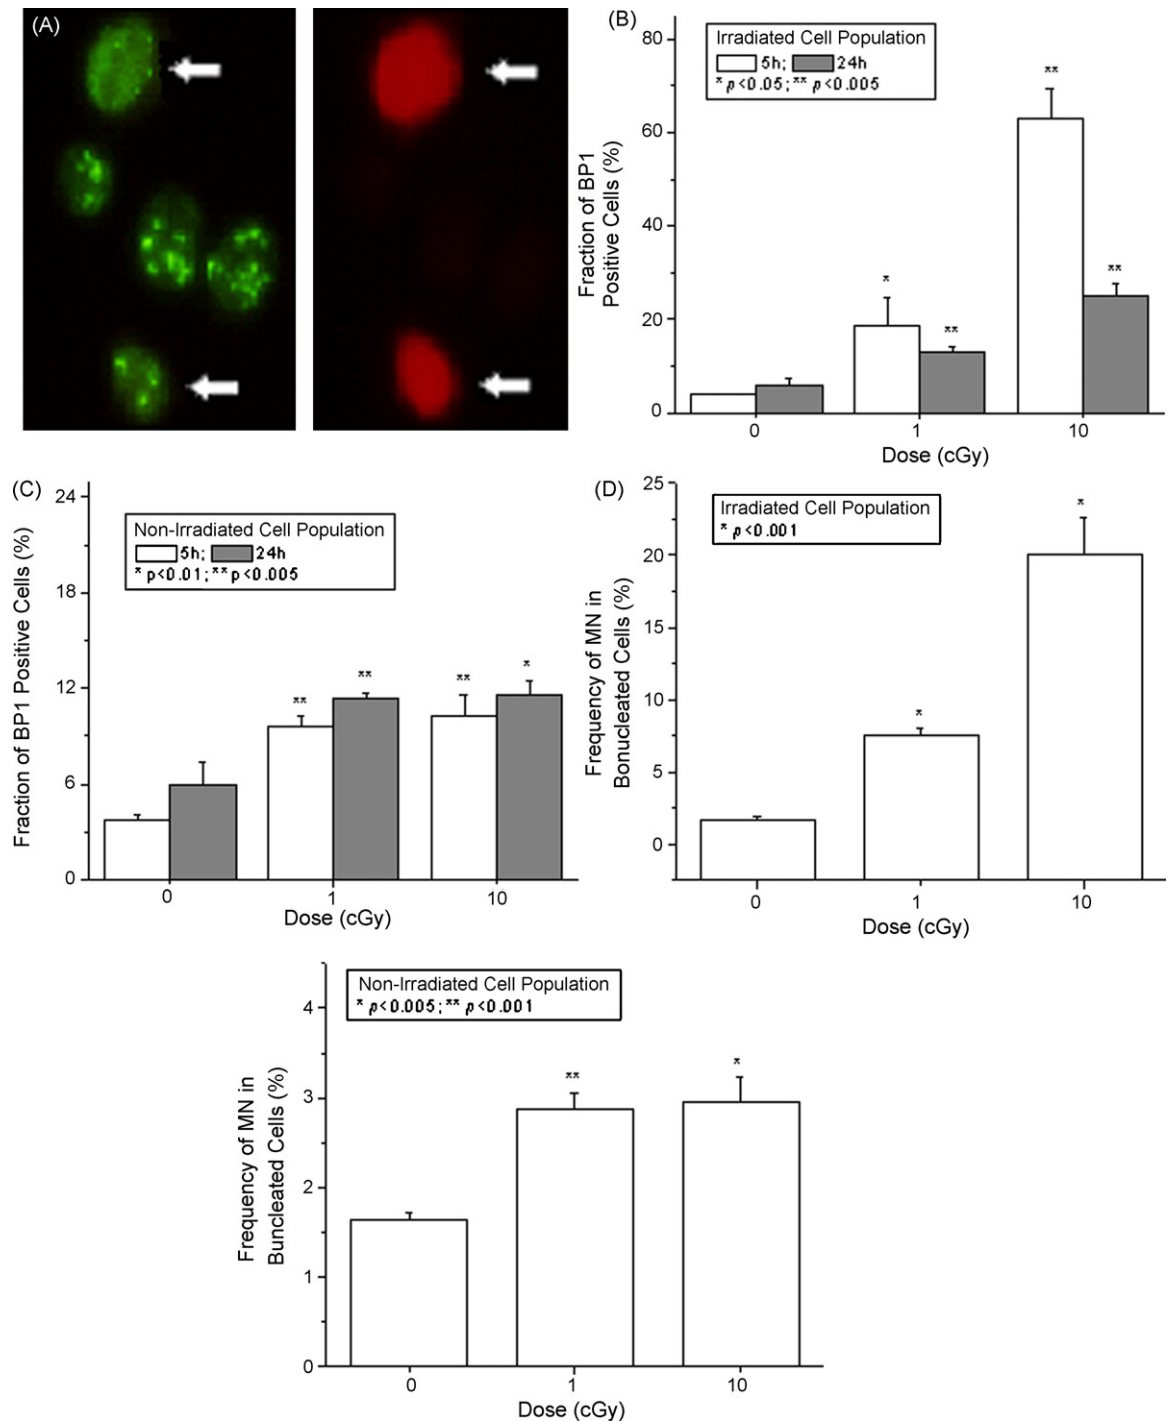 (A)
(B)
Irradiated Cell Population
5h; 24h
* p<0.05; ** p<0.005
Fraction of BP1
Positive Cells (%)
80
60
40
20
0
*
**
**
**
0 1 10
Dose (cGy)
(C)
Non-Irradiated Cell Population
5h; 24h
* p<0.01; ** p<0.005
Fraction of BP1 Positive Cells (%)
24
18
12
6
0
**
**
**
*
0 1 10
Dose (cGy)
(D)
Irradiated Cell Population
* p<0.001
Frequency of MN in
Bonucleated Cells (%)
25
20
15
10
5
0
*
*
0 1 10
Dose (cGy)
Non-Irradiated Cell Population
* p<0.005; ** p<0.001
Frequency of MN in
Buncleated Cells (%)
4
3
2
1
0
**
*
0 1 10
Dose (cGy)